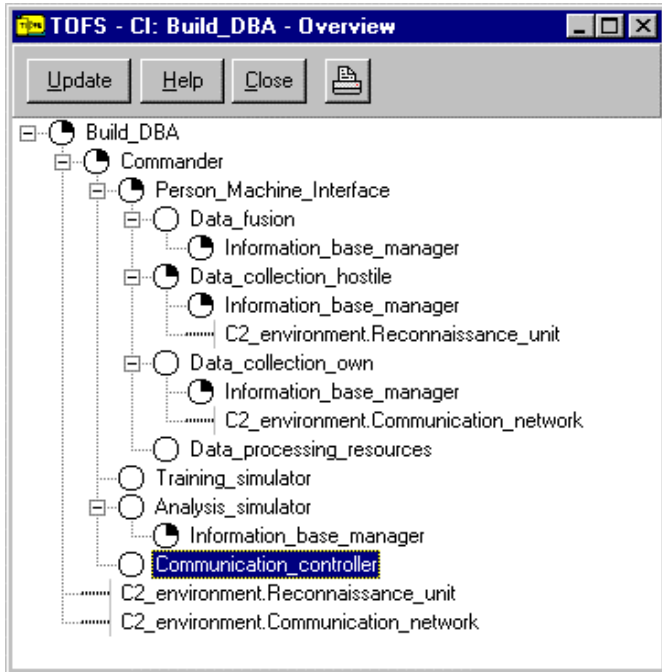 TOFS - CI: Build_DBA - Overview
Update Help Close
Build_DBA
Commander
Person_Machine_Interface
Data_fusion
Information_base_manager
Data_collection_hostile
Information_base_manager
C2_environment.Reconnaissance_unit
Data_collection_own
Information_base_manager
C2_environment.Communication_network
Data_processing_resources
Training_simulator
Analysis_simulator
Information_base_manager
Communication_controller
C2_environment.Reconnaissance_unit
C2_environment.Communication_network